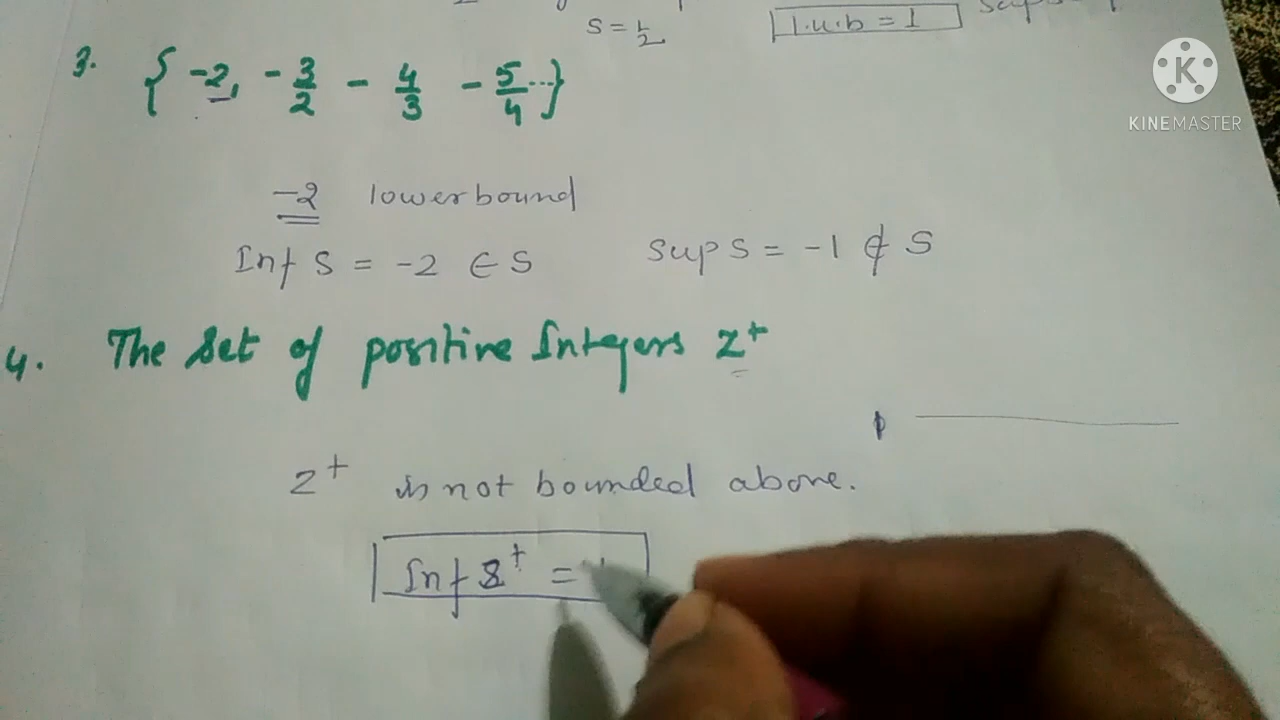 S = 1/2
l.u.b = 1
3. { -2, -3/2 - 4/3 - 5/4 ...}
KINEMASTER
-2 lowerbound
Inf S = -2 ∈ S sup S = -1 ∉ S
4. The Set of positive Integers Z+
Z+ is not bounded above.
Inf Z+ =